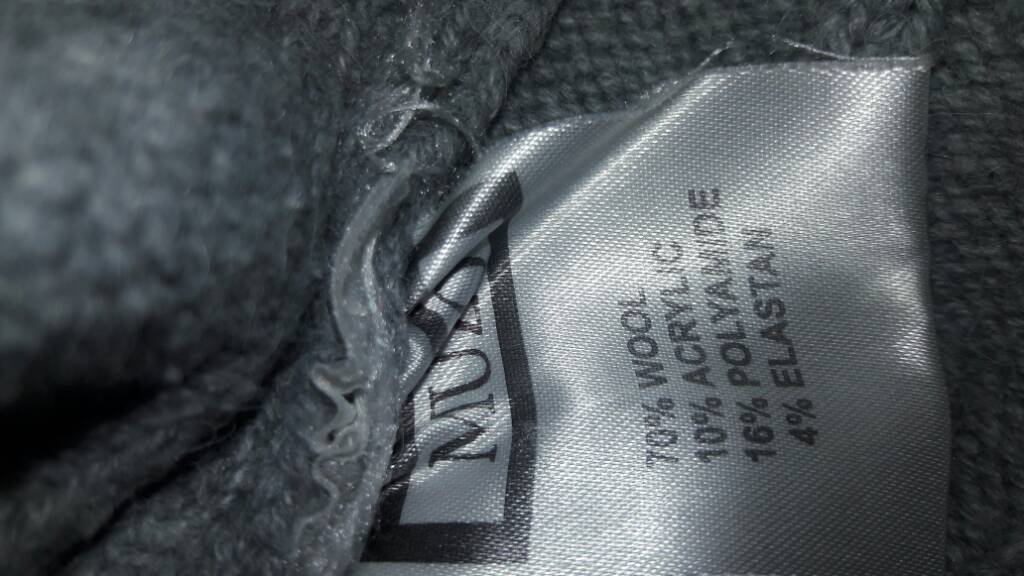 70% WOOL
10% ACRYLIC
16% POLYAMIDE
4% ELASTAN